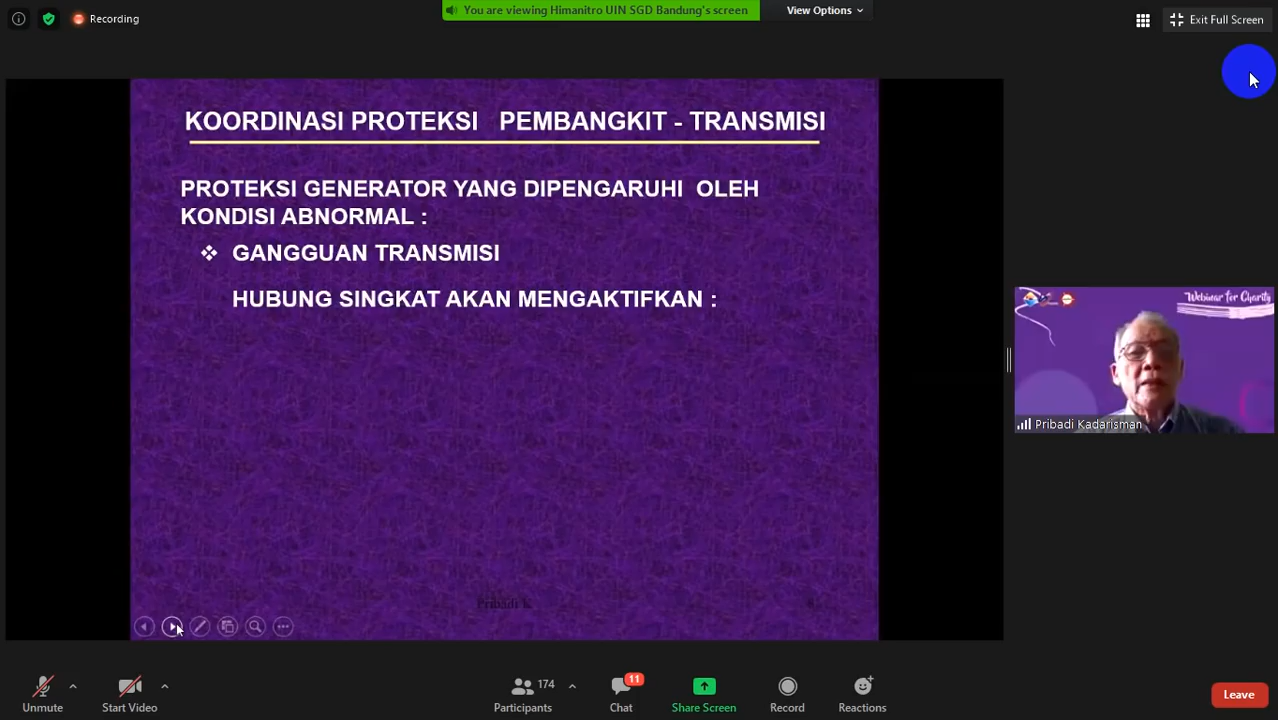 Recording
You are viewing Himanitro UIN SGD Bandung's screen
View Options
Exit Full Screen
KOORDINASI PROTEKSI PEMBANGKIT - TRANSMISI
PROTEKSI GENERATOR YANG DIPENGARUHI OLEH
KONDISI ABNORMAL :
❖ GANGGUAN TRANSMISI
HUBUNG SINGKAT AKAN MENGAKTIFKAN :
Pribadi K
Webinar for Charity
Pribadi Kadarisman
Unmute
Start Video
174
Participants
11
Chat
Share Screen
Record
Reactions
Leave